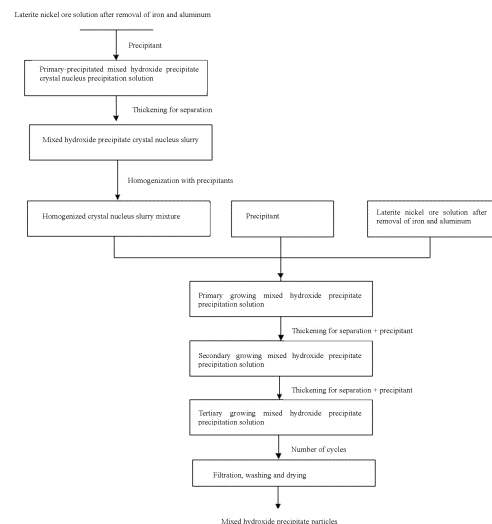 Laterite nickel ore solution after removal of iron and aluminum
Precipitant
Primary-precipitated mixed hydroxide precipitate
crystal nucleus precipitation solution
Thickening for separation
Mixed hydroxide precipitate crystal nucleus slurry
Homogenization with precipitants
Homogenized crystal nucleus slurry mixture
Precipitant
Laterite nickel ore solution after
removal of iron and aluminum
Primary growing mixed hydroxide precipitate
precipitation solution
Thickening for separation + precipitant
Secondary growing mixed hydroxide precipitate
precipitation solution
Thickening for separation + precipitant
Tertiary growing mixed hydroxide precipitate
precipitation solution
Number of cycles
Filtration, washing and drying
Mixed hydroxide precipitate particles